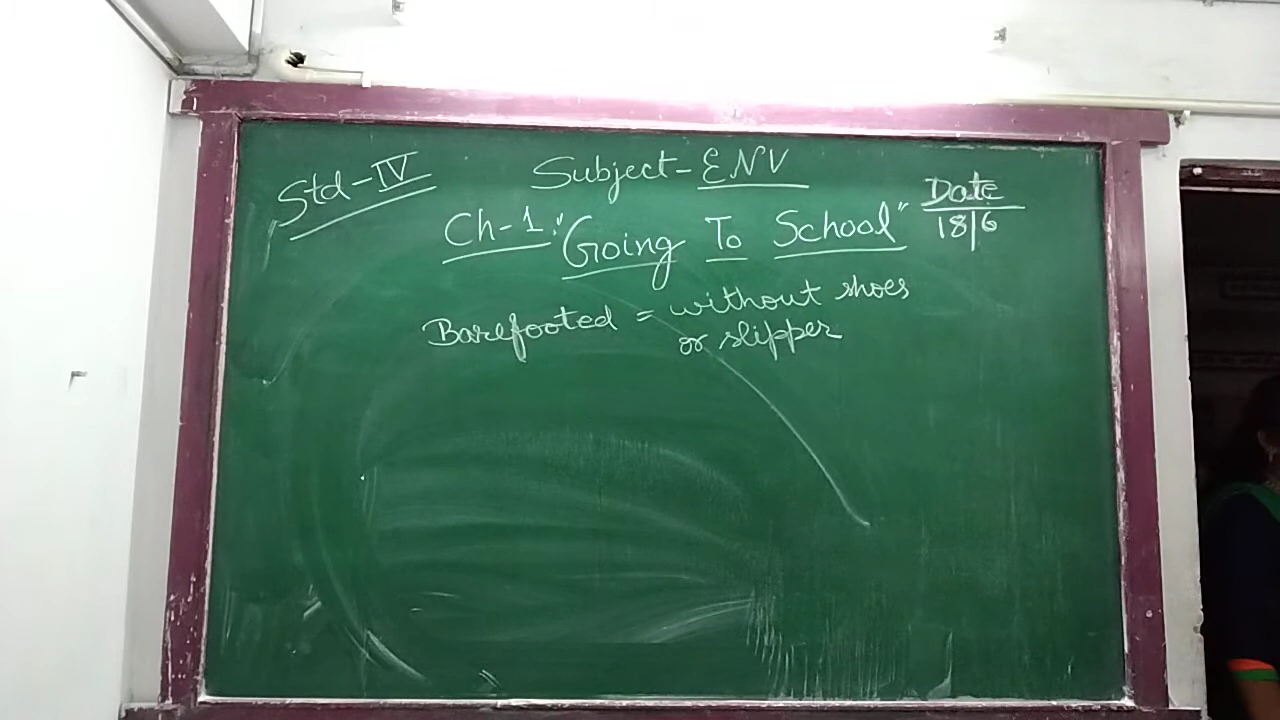 Std-IV
Subject-ENV
Date
18/6
Ch-1:"Going To School"
Barefooted = without shoes
or slipper